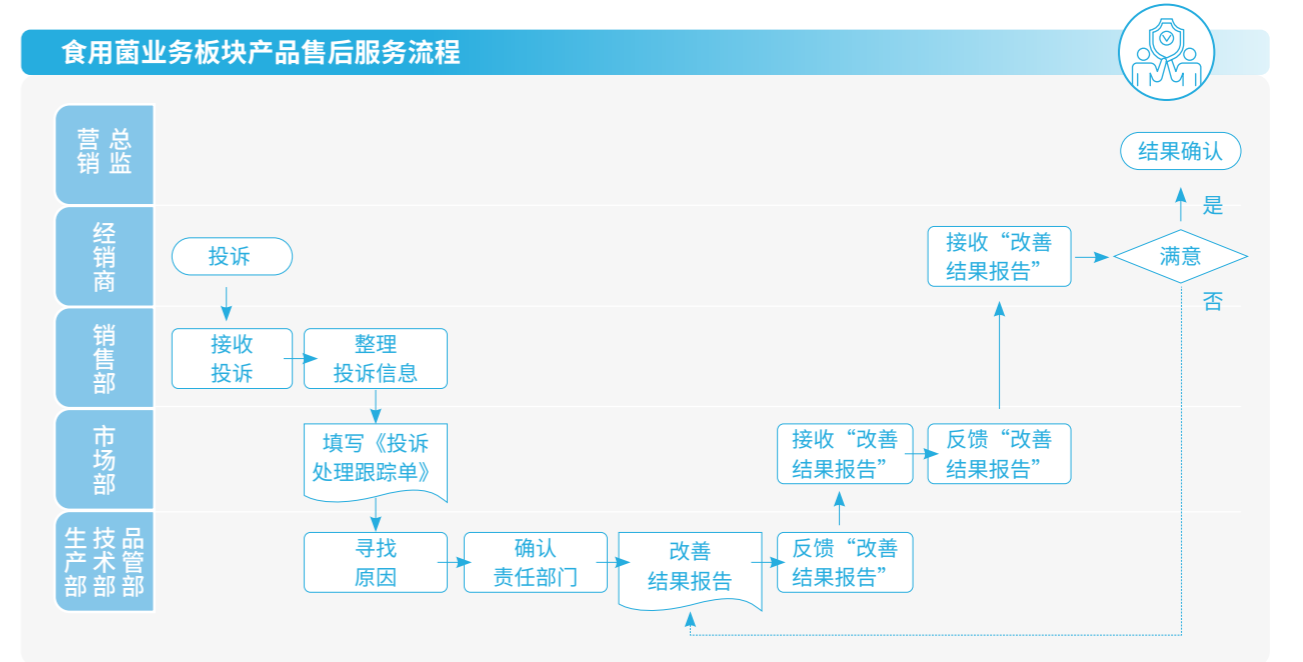 食用菌业务板块产品售后服务流程
营销总监
结果确认
是
经销商
投诉
接收“改善
结果报告”
满意
否
销售部
接收
投诉
整理
投诉信息
市场部
填写《投诉
处理跟踪单》
接收“改善
结果报告”
反馈“改善
结果报告”
生产部
技术部
品管部
寻找
原因
确认
责任部门
改善
结果报告
反馈“改善
结果报告”